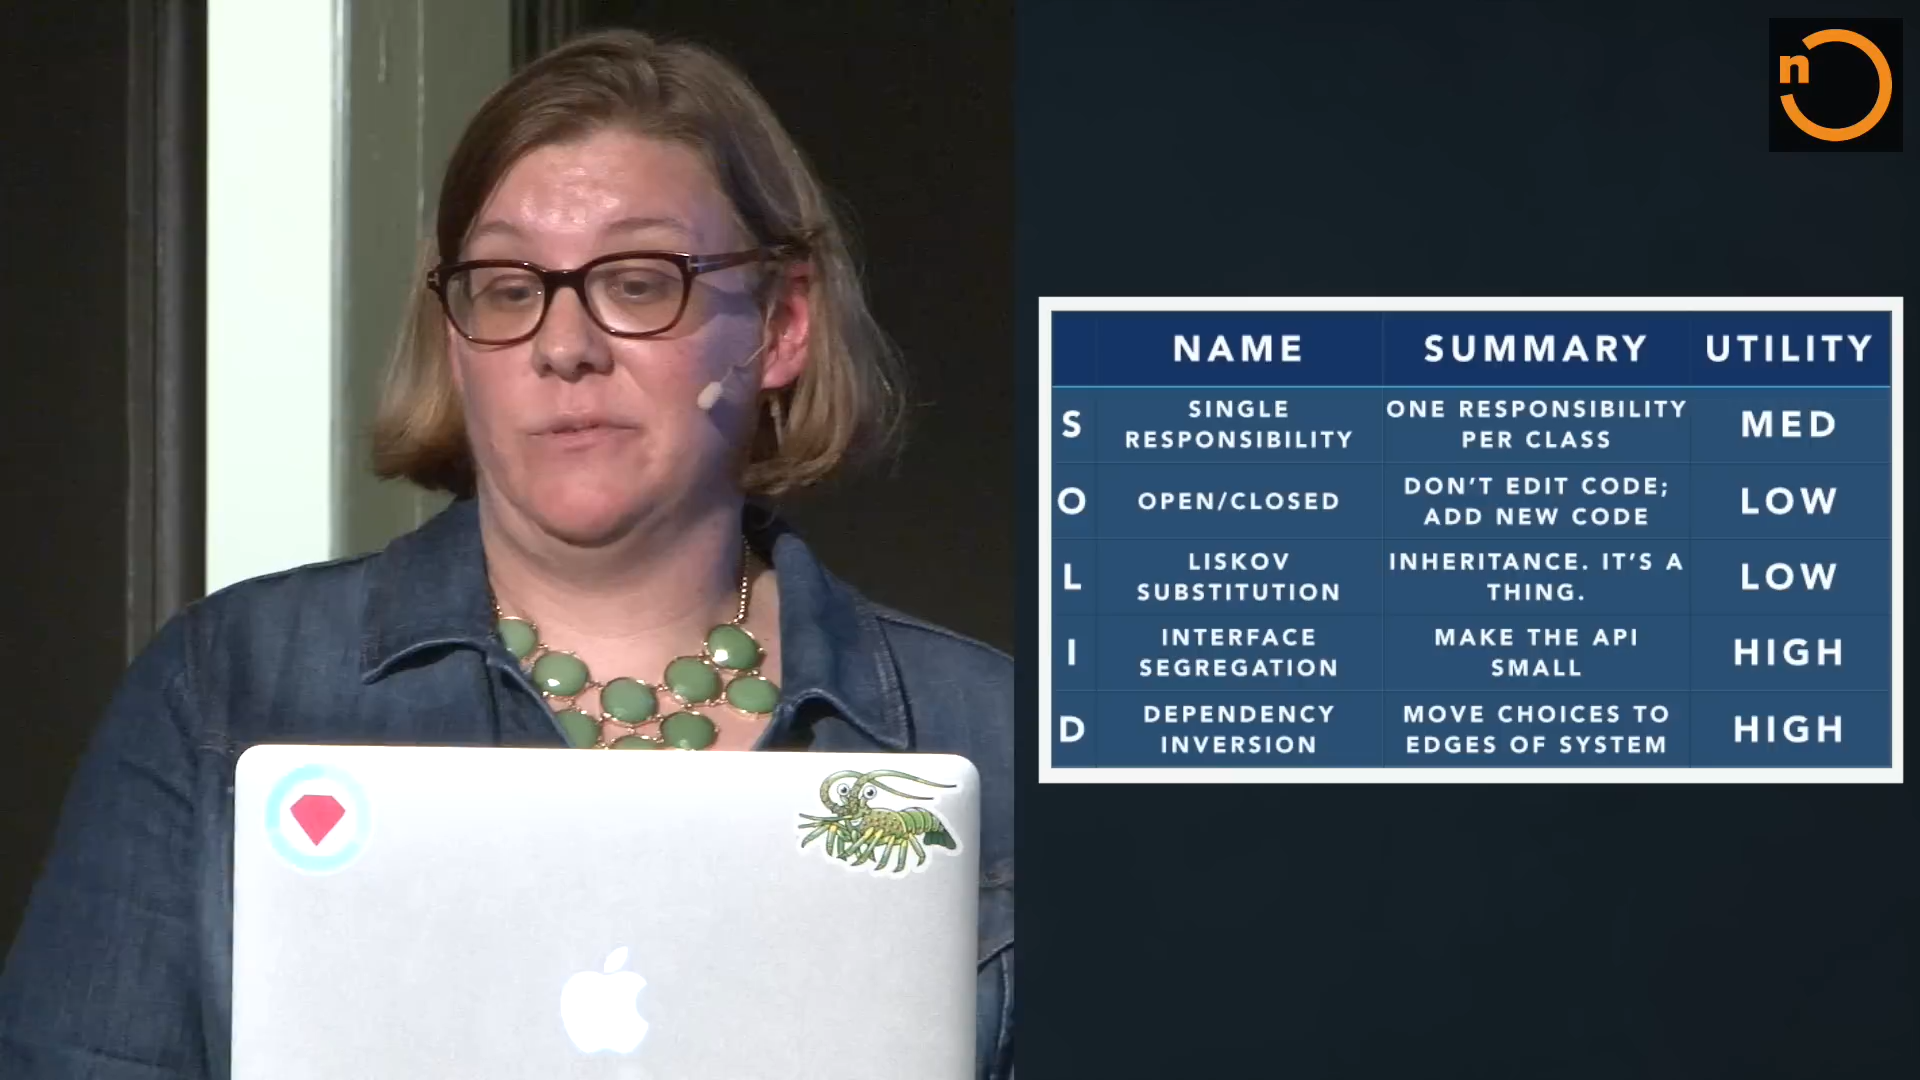 n
NAME SUMMARY UTILITY
S SINGLE RESPONSIBILITY ONE RESPONSIBILITY PER CLASS MED
O OPEN/CLOSED DON'T EDIT CODE; ADD NEW CODE LOW
L LISKOV SUBSTITUTION INHERITANCE. IT'S A THING. LOW
I INTERFACE SEGREGATION MAKE THE API SMALL HIGH
D DEPENDENCY INVERSION MOVE CHOICES TO EDGES OF SYSTEM HIGH